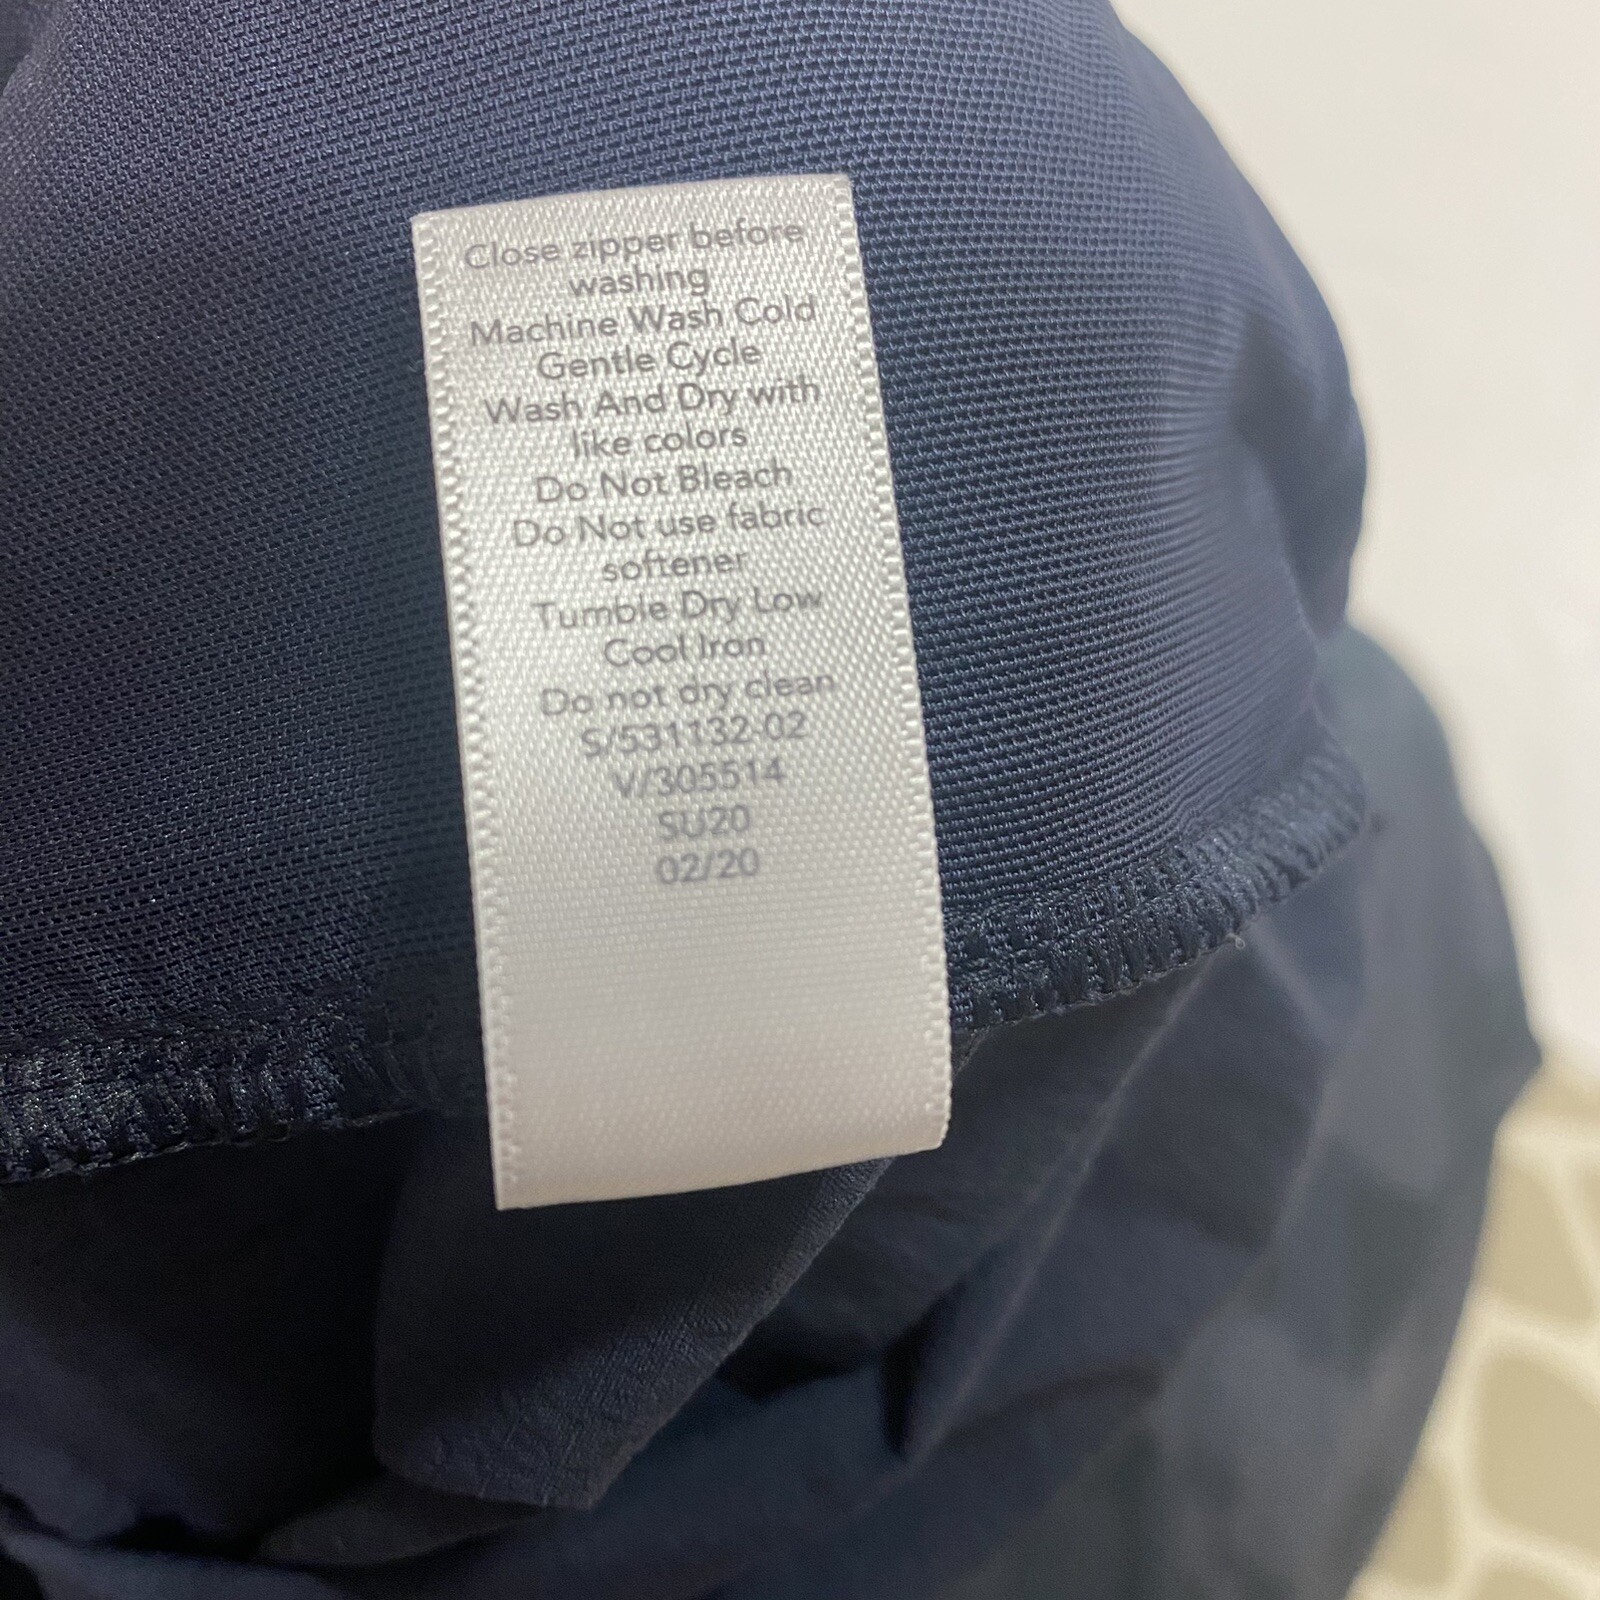 Close zipper before
washing
Machine Wash Cold
Gentle Cycle
Wash And Dry with
like colors
Do Not Bleach
Do Not use fabric
softener
Tumble Dry Low
Cool Iron
Do not dry clean
S/531132-02
V/305514
SU20
02/20